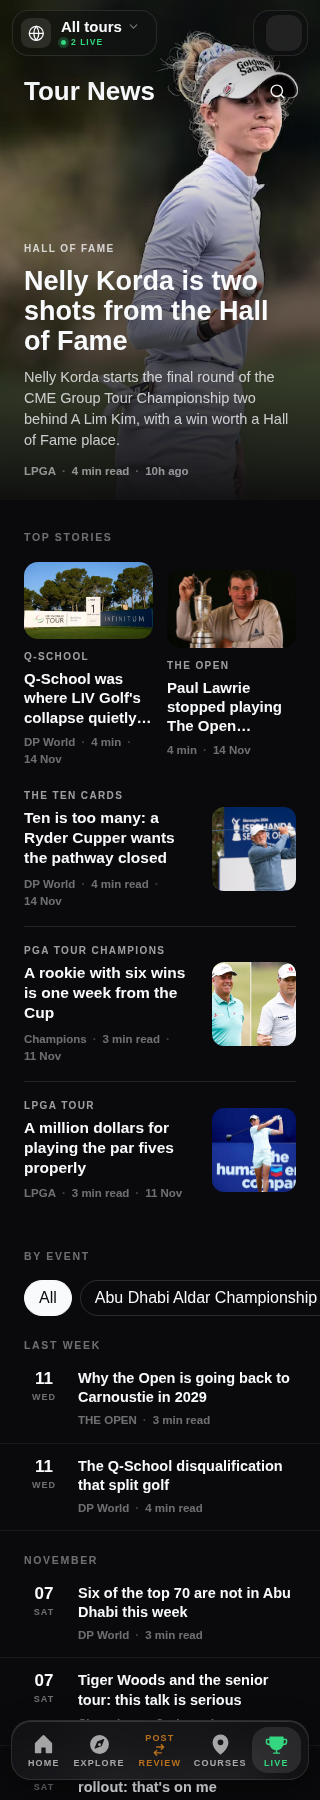 All tours
2 LIVE
Tour News
Goldman
Sachs
HALL OF FAME
Nelly Korda is two
shots from the Hall
of Fame
Nelly Korda starts the final round of the
CME Group Tour Championship two
behind A Lim Kim, with a win worth a Hall
of Fame place.
LPGA · 4 min read · 10h ago
TOP STORIES
TOUR
1
INFINITUM
Q-SCHOOL
Q-School was
where LIV Golf's
collapse quietly…
DP World · 4 min ·
14 Nov
THE OPEN
Paul Lawrie
stopped playing
The Open…
4 min · 14 Nov
THE TEN CARDS
Ten is too many: a
Ryder Cupper wants
the pathway closed
DP World · 4 min read ·
14 Nov
PGA TOUR CHAMPIONS
A rookie with six wins
is one week from the
Cup
Champions · 3 min read ·
11 Nov
LPGA TOUR
A million dollars for
playing the par fives
properly
LPGA · 3 min read · 11 Nov
BY EVENT
All
Abu Dhabi Aldar Championship
LAST WEEK
11
WED
Why the Open is going back to
Carnoustie in 2029
THE OPEN · 3 min read
11
WED
The Q-School disqualification
that split golf
DP World · 4 min read
NOVEMBER
07
SAT
Six of the top 70 are not in Abu
Dhabi this week
DP World · 3 min read
07
SAT
Tiger Woods and the senior
tour: this talk is serious
SAT
rollout: that's on me
HOME
EXPLORE
POST
REVIEW
COURSES
LIVE